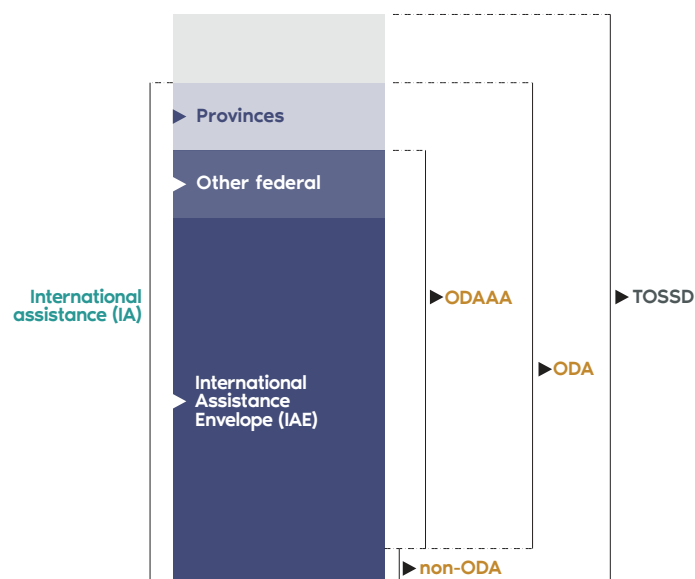 Provinces
Other federal
International
assistance (IA)
ODAAA
TOSSD
ODA
International
Assistance
Envelope (IAE)
non-ODA